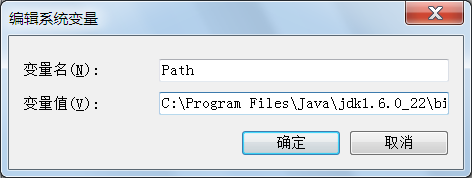 编辑系统变量
变量名(N):
Path
变量值(V):
C:\Program Files\Java\jdk1.6.0_22\bi
确定
取消